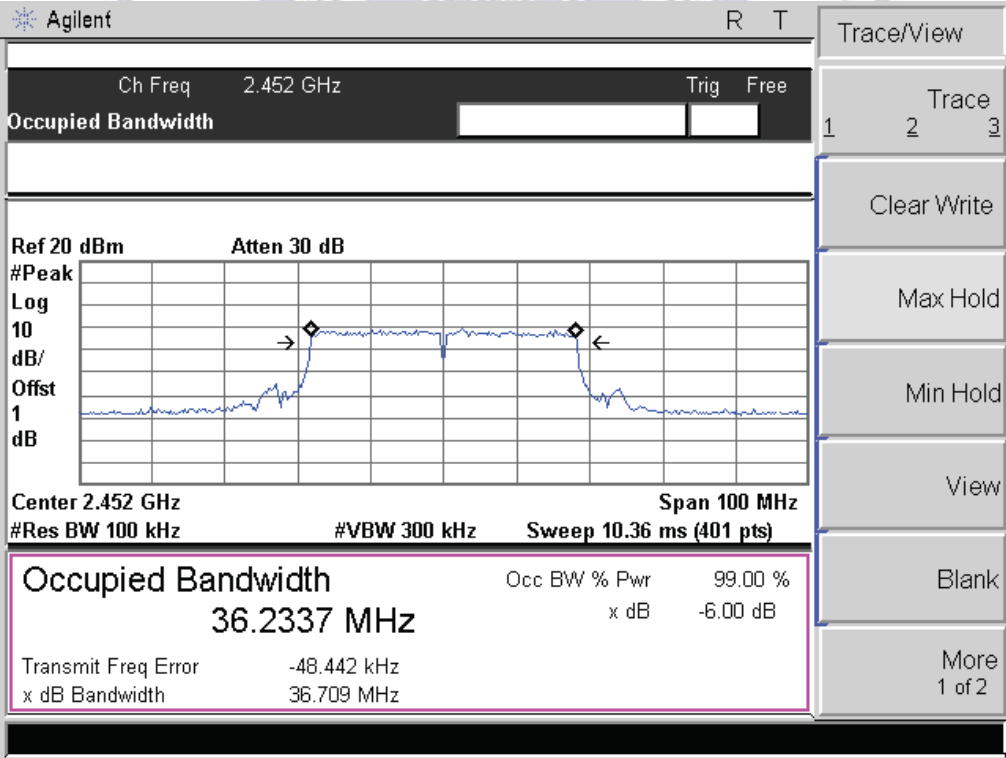 Agilent
R T
Trace/View
Ch Freq 2.452 GHz
Trig Free
Occupied Bandwidth
Trace
1 2 3
Clear Write
Max Hold
Min Hold
View
Blank
More
1 of 2
Ref 20 dBm Atten 30 dB
#Peak
Log
10
dB/
Offst
1
dB
Center 2.452 GHz Span 100 MHz
#Res BW 100 kHz #VBW 300 kHz Sweep 10.36 ms (401 pts)
Occupied Bandwidth
36.2337 MHz
Occ BW % Pwr 99.00 %
x dB -6.00 dB
Transmit Freq Error -48.442 kHz
x dB Bandwidth 36.709 MHz